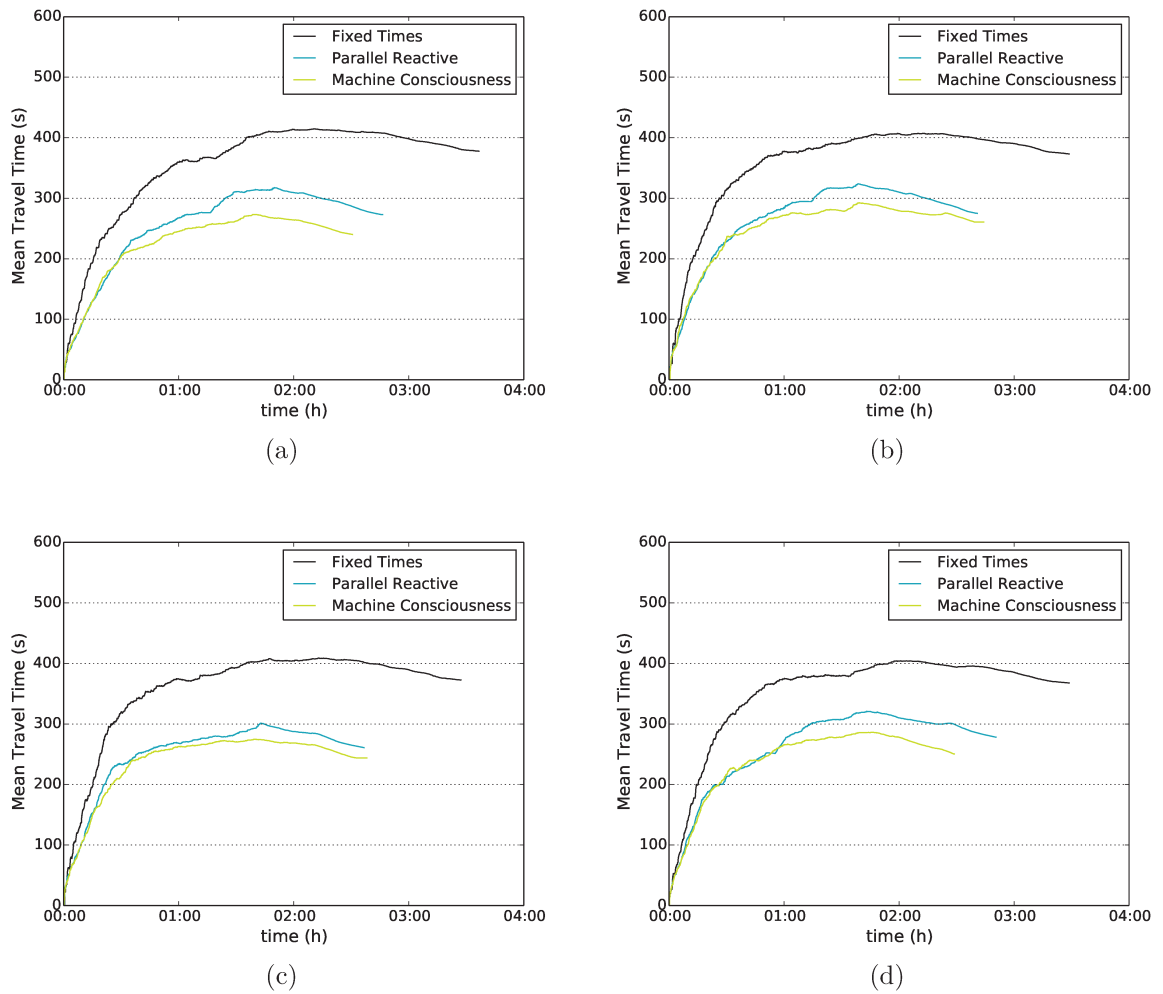 600
500
400
300
200
100
0
Mean Travel Time (s)
Fixed Times
Parallel Reactive
Machine Consciousness
00:00 01:00 02:00 03:00 04:00
time (h)
(a)
600
500
400
300
200
100
0
Mean Travel Time (s)
Fixed Times
Parallel Reactive
Machine Consciousness
00:00 01:00 02:00 03:00 04:00
time (h)
(b)
600
500
400
300
200
100
0
Mean Travel Time (s)
Fixed Times
Parallel Reactive
Machine Consciousness
00:00 01:00 02:00 03:00 04:00
time (h)
(c)
600
500
400
300
200
100
0
Mean Travel Time (s)
Fixed Times
Parallel Reactive
Machine Consciousness
00:00 01:00 02:00 03:00 04:00
time (h)
(d)